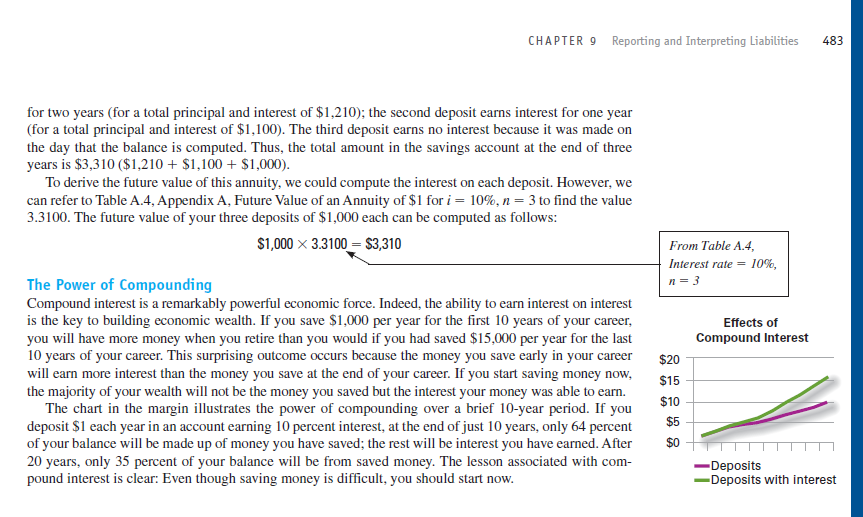 CHAPTER 9 Reporting and Interpreting Liabilities 483
for two years (for a total principal and interest of $1,210); the second deposit earns interest for one year
(for a total principal and interest of $1,100). The third deposit earns no interest because it was made on
the day that the balance is computed. Thus, the total amount in the savings account at the end of three
years is $3,310 ($1,210 + $1,100 + $1,000).
To derive the future value of this annuity, we could compute the interest on each deposit. However, we
can refer to Table A.4, Appendix A, Future Value of an Annuity of $1 for i = 10%, n = 3 to find the value
3.3100. The future value of your three deposits of $1,000 each can be computed as follows:
$1,000 × 3.3100 = $3,310
From Table A.4,
Interest rate = 10%,
n = 3
The Power of Compounding
Compound interest is a remarkably powerful economic force. Indeed, the ability to earn interest on interest
is the key to building economic wealth. If you save $1,000 per year for the first 10 years of your career,
you will have more money when you retire than you would if you had saved $15,000 per year for the last
10 years of your career. This surprising outcome occurs because the money you save early in your career
will earn more interest than the money you save at the end of your career. If you start saving money now,
the majority of your wealth will not be the money you saved but the interest your money was able to earn.
The chart in the margin illustrates the power of compounding over a brief 10-year period. If you
deposit $1 each year in an account earning 10 percent interest, at the end of just 10 years, only 64 percent
of your balance will be made up of money you have saved; the rest will be interest you have earned. After
20 years, only 35 percent of your balance will be from saved money. The lesson associated with com-
pound interest is clear: Even though saving money is difficult, you should start now.
Effects of
Compound Interest
$20
$15
$10
$5
$0
Deposits
Deposits with interest